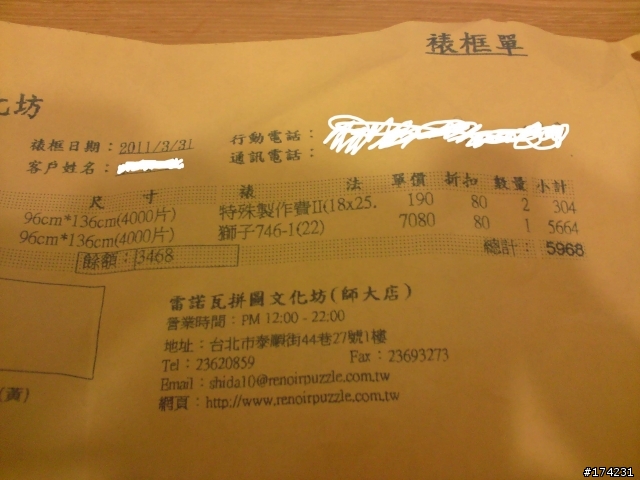 裱框單
化坊
裱框日期：2011/3/31 行動電話：
客戶姓名： 通訊電話：
尺 寸 裱 法 單價 折扣 數量 小計
96cm*136cm(4000片) 特殊製作費II(18x25. 190 80 2 304
96cm*136cm(4000片) 獅子746-1(22) 7080 80 1 5664
餘額：3468 總計：5968
雷諾瓦拼圖文化坊(師大店)
營業時間：PM 12:00 - 22:00
地址：台北市泰順街44巷27號1樓
Tel：23620859 Fax：23693273
Email：shida10@renoirpuzzle.com.tw
(黃) 網頁：http://www.renoirpuzzle.com.tw
#174231